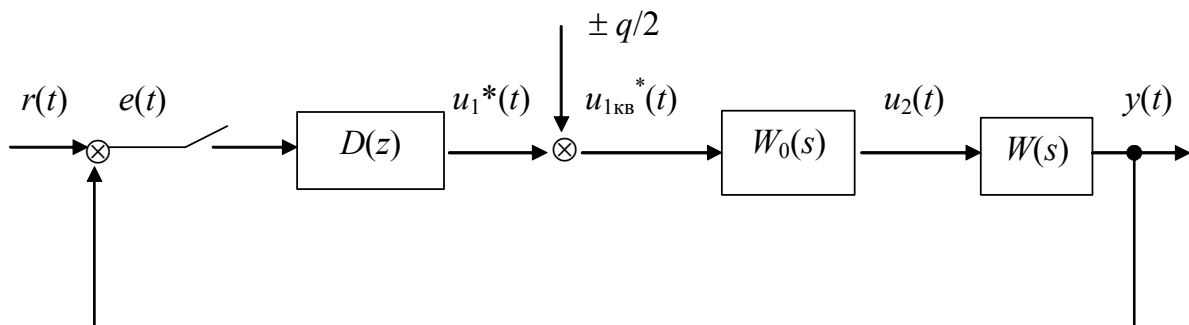 ± q/2
r(t) e(t) u₁*(t) u₁кв*(t) u₂(t) y(t)
D(z) W₀(s) W(s)